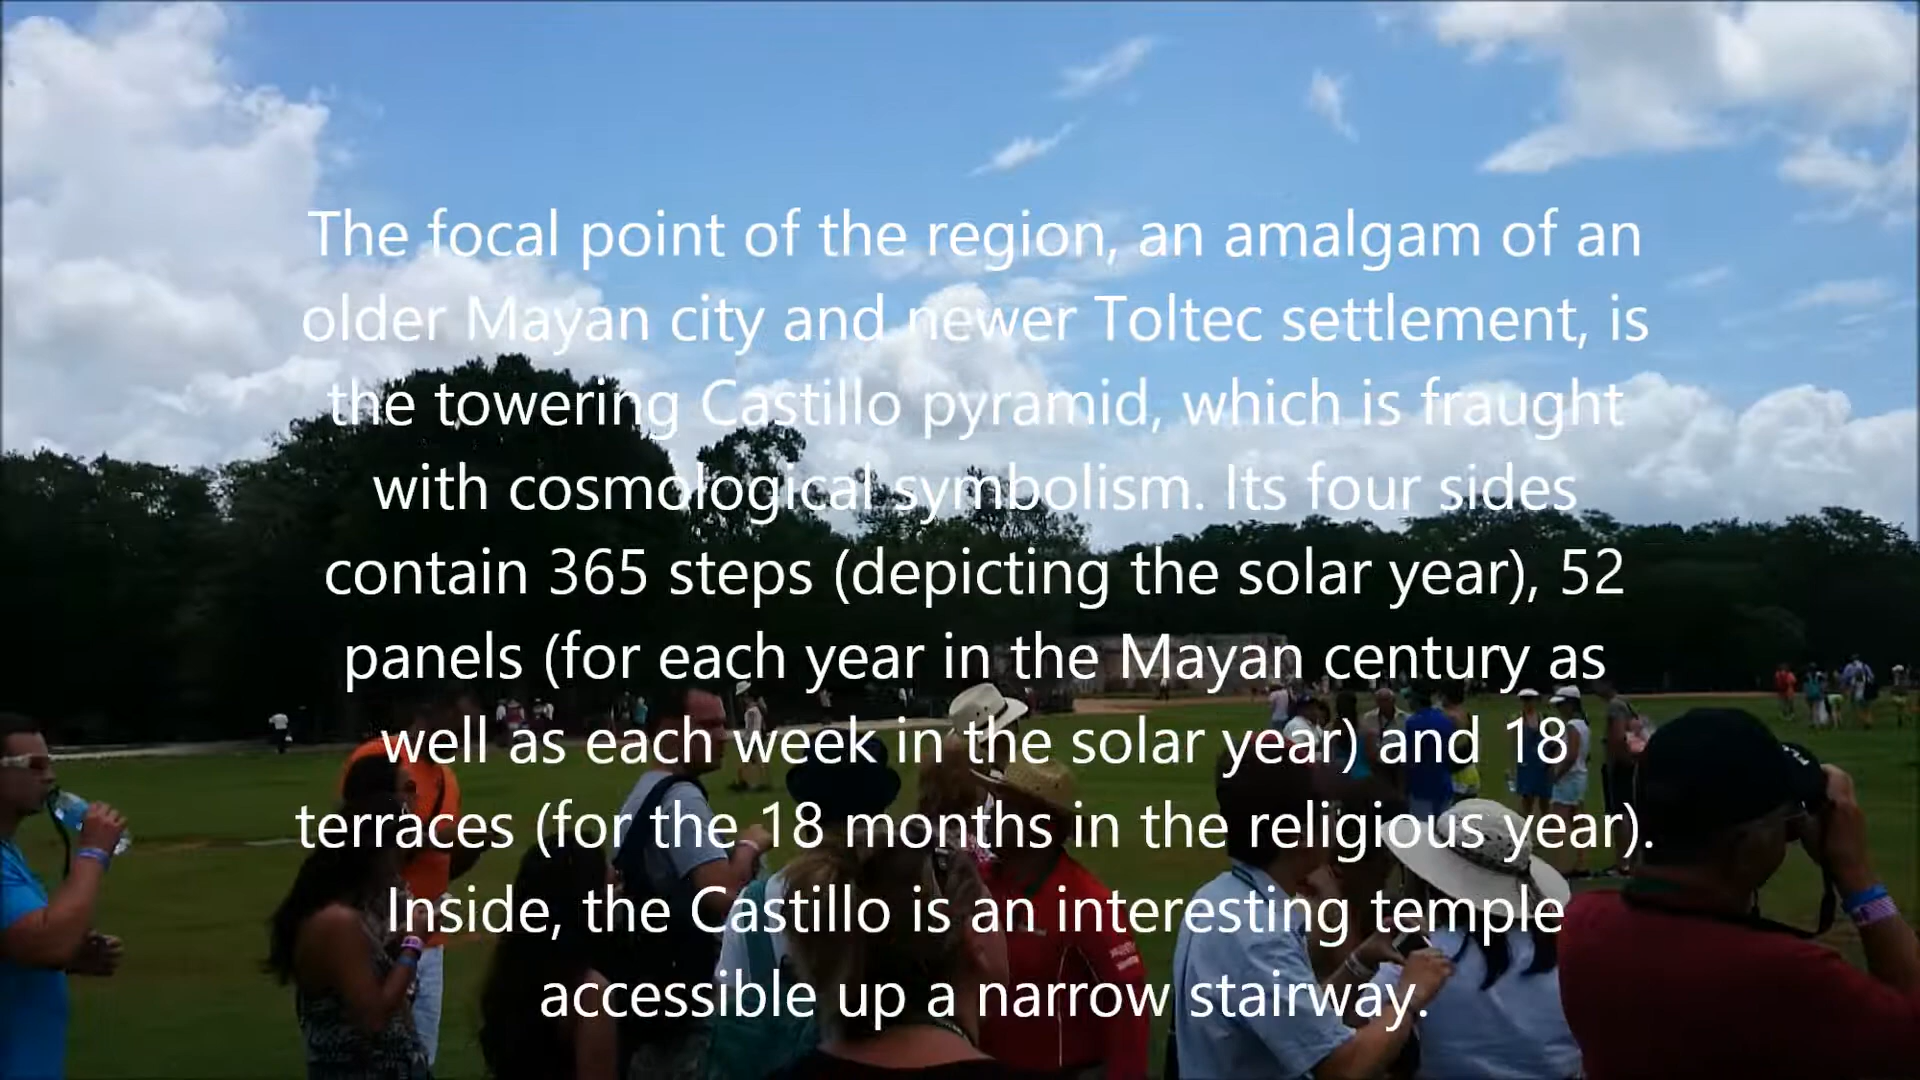 The focal point of the region, an amalgam of an
older Mayan city and newer Toltec settlement, is
the towering Castillo pyramid, which is fraught
with cosmological symbolism. Its four sides
contain 365 steps (depicting the solar year), 52
panels (for each year in the Mayan century as
well as each week in the solar year) and 18
terraces (for the 18 months in the religious year).
Inside, the Castillo is an interesting temple
accessible up a narrow stairway.